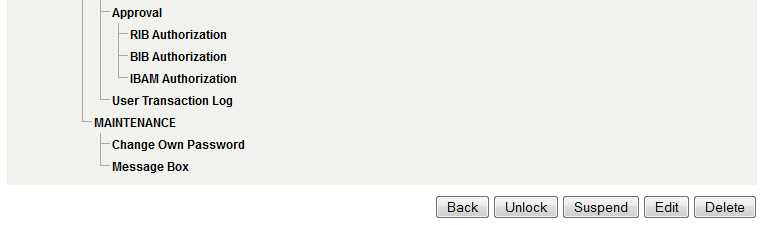 Approval
RIB Authorization
BIB Authorization
IBAM Authorization
User Transaction Log
MAINTENANCE
Change Own Password
Message Box
Back Unlock Suspend Edit Delete